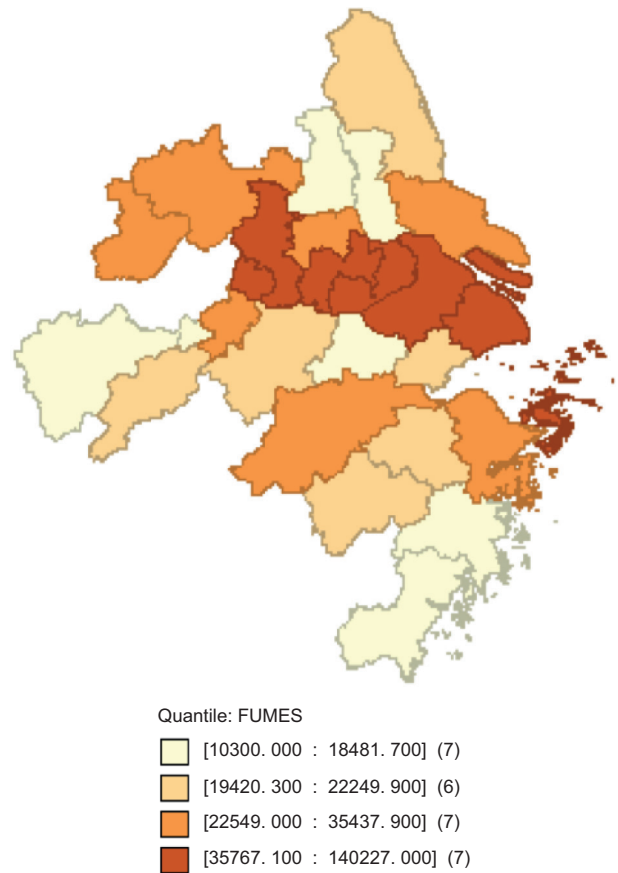 Quantile: FUMES
[10300. 000 : 18481. 700] (7)
[19420. 300 : 22249. 900] (6)
[22549. 000 : 35437. 900] (7)
[35767. 100 : 140227. 000] (7)